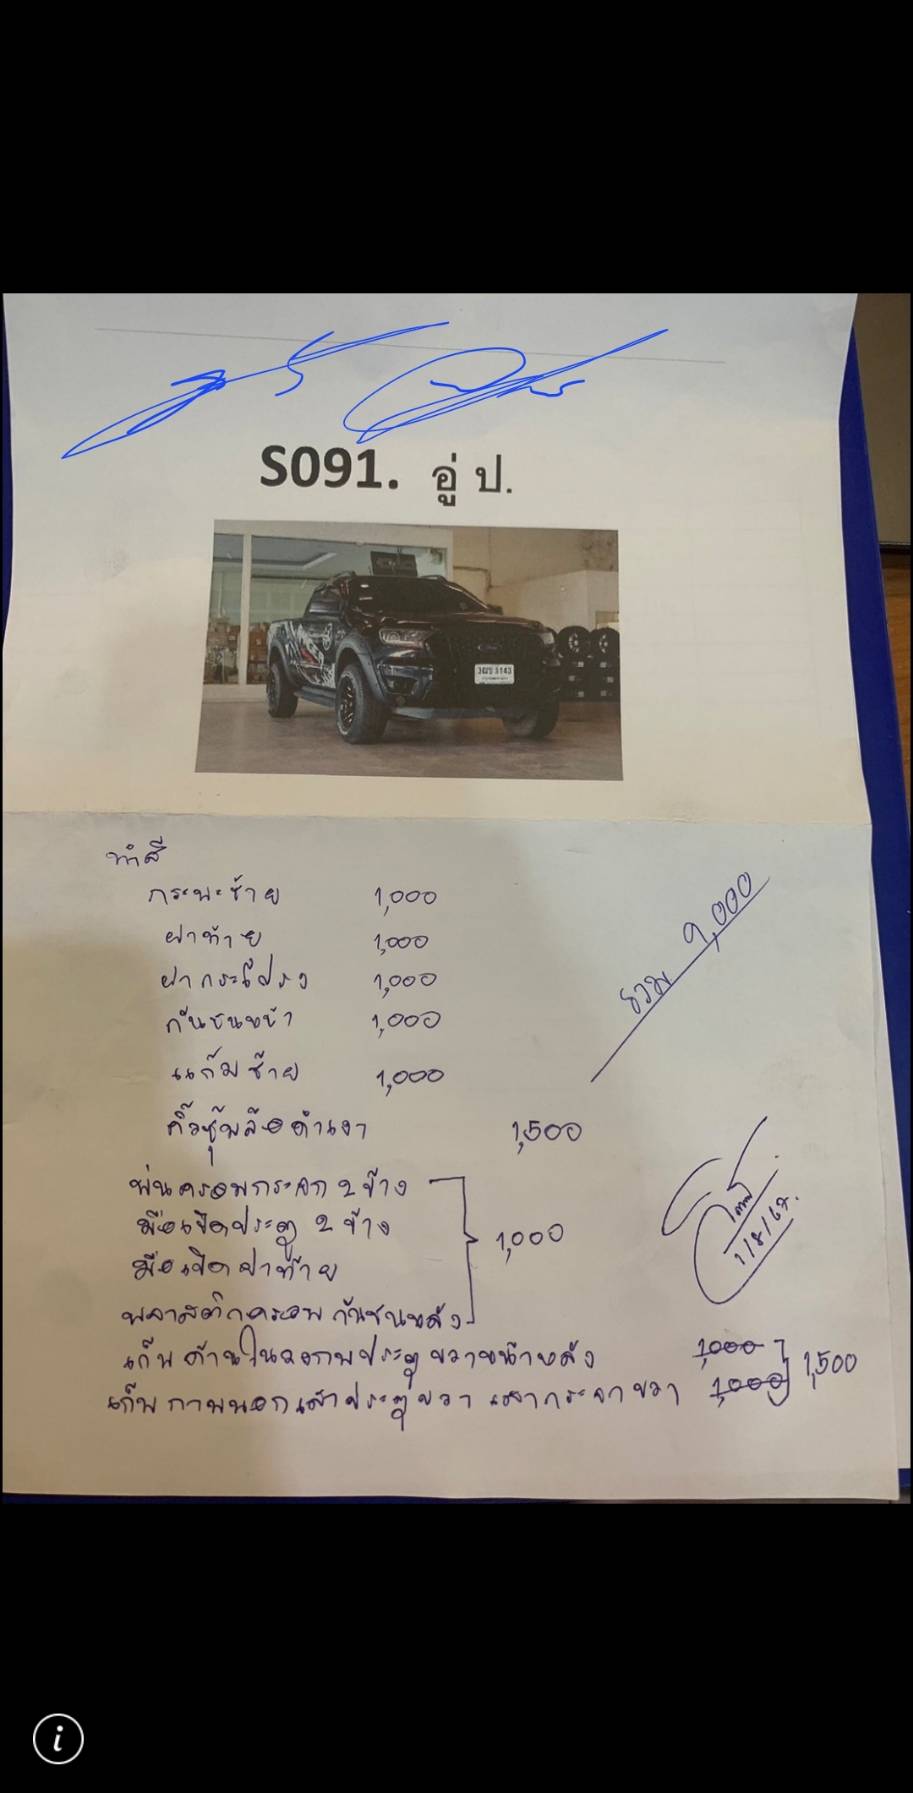 S091. อู่ ป.
ทำสี
กระบะซ้าย 1,000
ฝาท้าย 1,000
ฝากระโปรง 1,000
กันชนหน้า 1,000
แก้มซ้าย 1,000
รวม 9,000
คิ้วซุ้มล้อดำเงา 1,500
พ่นครอบกระจก 2 ข้าง
มือเปิดประตู 2 ข้าง
มือเปิดฝาท้าย
1,000
พลาสติกครอบกันชนหลัง
เก็บด้านในวงกบประตูขวาหน้าหลัง 1,000
1,500
เก็บภายนอกเสาประตูขวา เสากระจกขวา 1,000